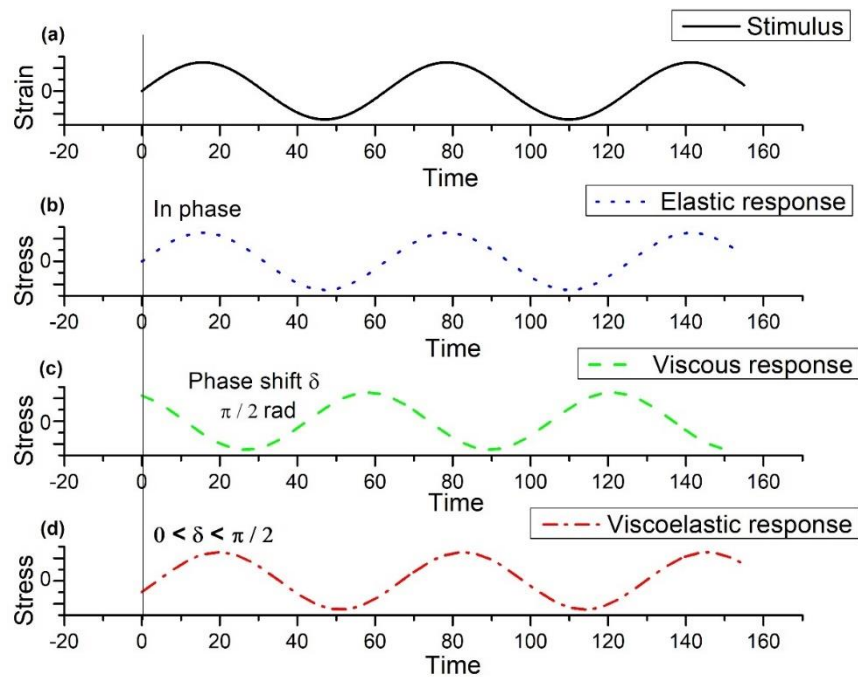 (a)
Stimulus
Strain
0
-20 0 20 40 60 80 100 120 140 160
Time
(b)
In phase
Elastic response
Stress
0
-20 0 20 40 60 80 100 120 140 160
Time
(c)
Phase shift δ
π / 2 rad
Viscous response
Stress
0
-20 0 20 40 60 80 100 120 140 160
Time
(d)
0 < δ < π / 2
Viscoelastic response
Stress
0
-20 0 20 40 60 80 100 120 140 160
Time